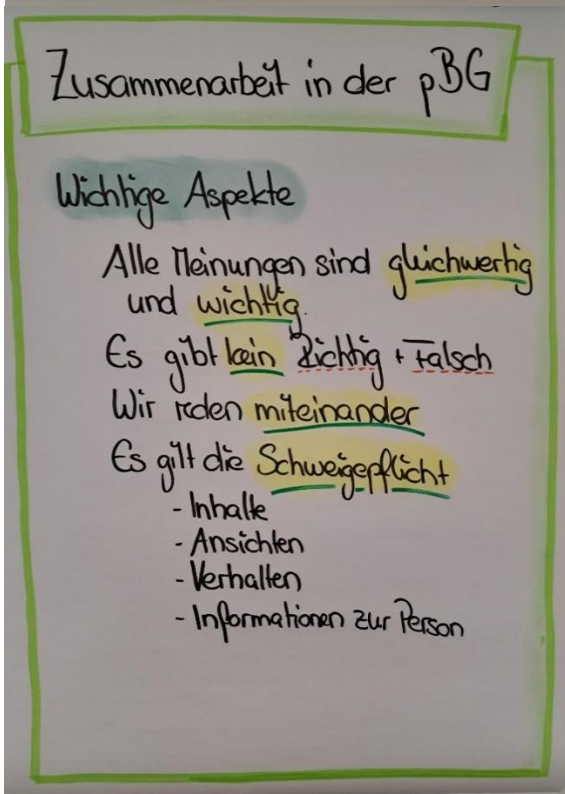 Zusammenarbeit in der pBG
Wichtige Aspekte
Alle Meinungen sind gleichwertig
und wichtig.
Es gibt kein Richtig + Falsch
Wir reden miteinander
Es gilt die Schweigepflicht
- Inhalte
- Ansichten
- Verhalten
- Informationen zur Person